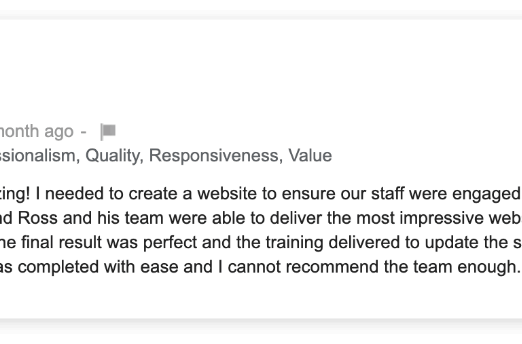 month ago -
ssionalism, Quality, Responsiveness, Value
zing! I needed to create a website to ensure our staff were engaged
nd Ross and his team were able to deliver the most impressive web
he final result was perfect and the training delivered to update the s
as completed with ease and I cannot recommend the team enough.